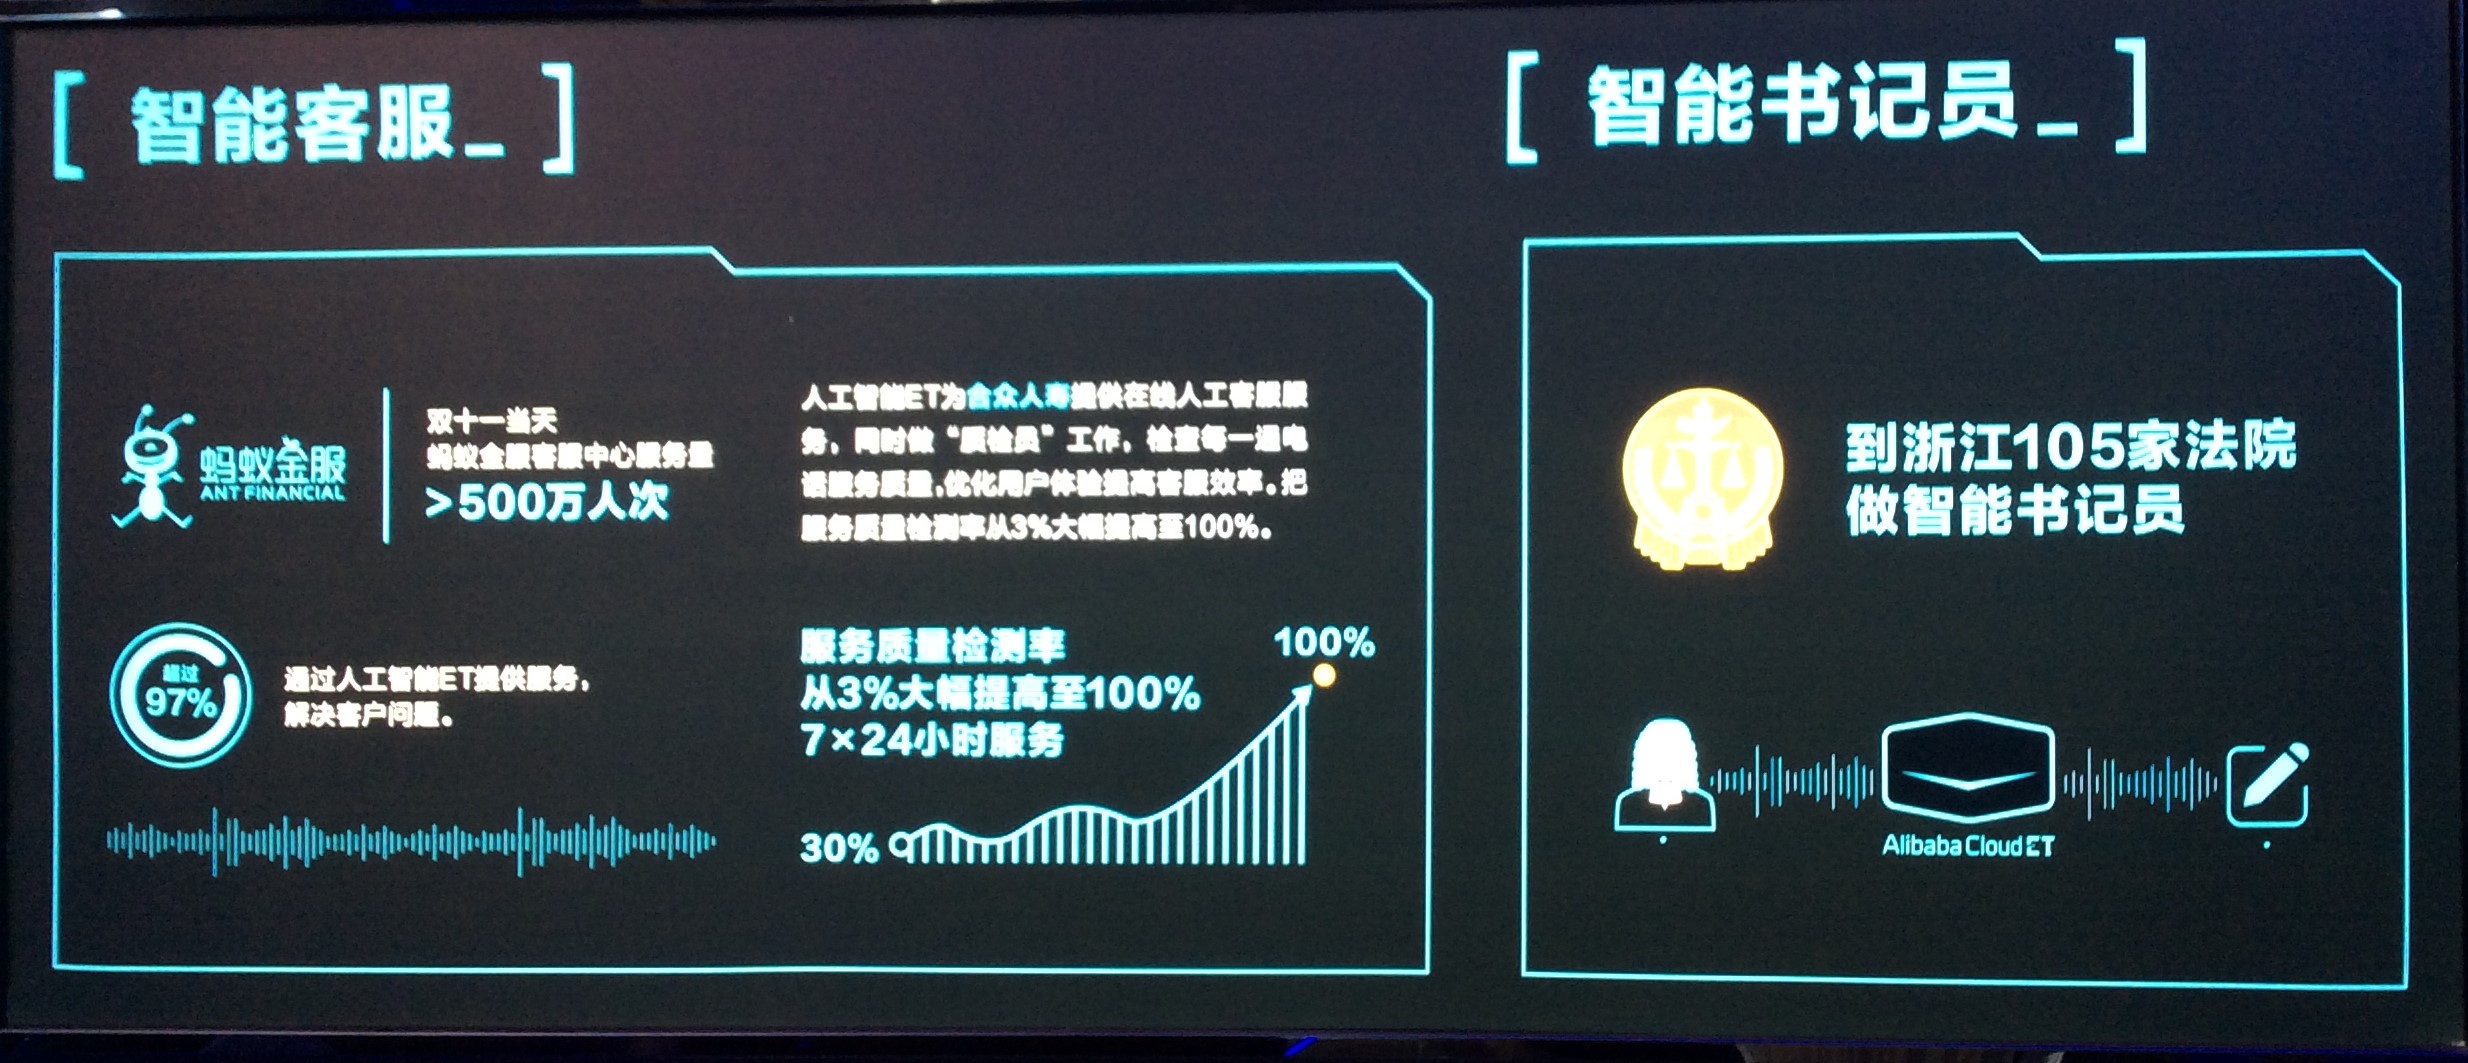 [ 智能客服_ ]
蚂蚁金服
ANT FINANCIAL
双十一当天
蚂蚁金服客服中心服务量
>500万人次
人工智能ET为合众人寿提供在线人工客服服
务，同时做“质检员”工作，检查每一通电
话服务质量，优化用户体验提高客服效率。把
服务质量检测率从3%大幅提高至100%。
超过
97%
通过人工智能ET提供服务，
解决客户问题。
服务质量检测率
从3%大幅提高至100%
7×24小时服务
100%
30%
[ 智能书记员_ ]
到浙江105家法院
做智能书记员
Alibaba Cloud ET